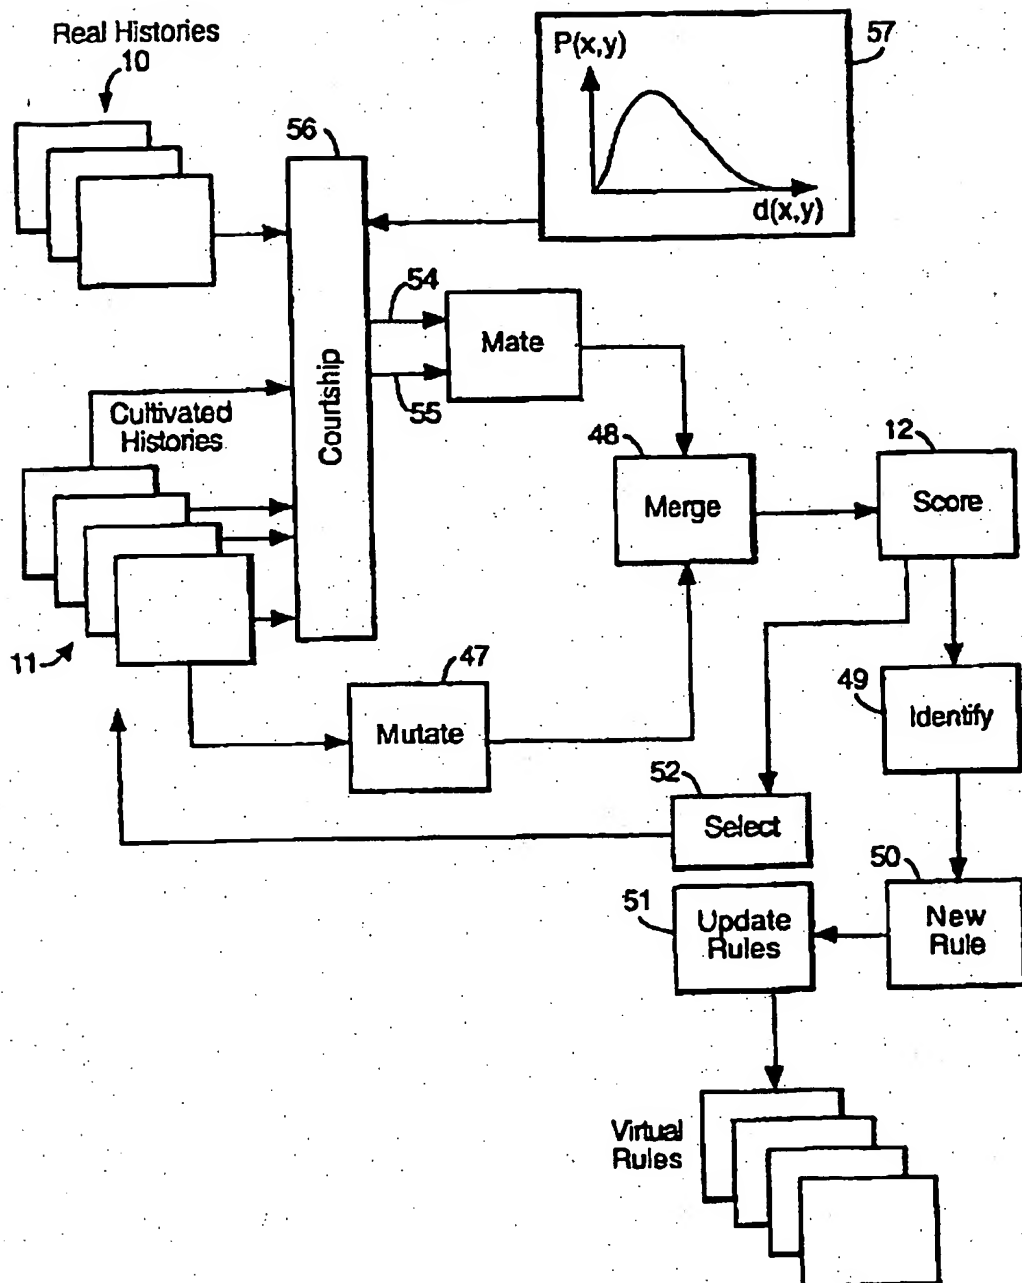 Real Histories
10
57
P(x,y)
d(x,y)
56
Courtship
54
55
Mate
Cultivated
Histories
11
48
Merge
12
Score
47
Mutate
49
Identify
52
Select
50
New
Rule
51
Update
Rules
Virtual
Rules